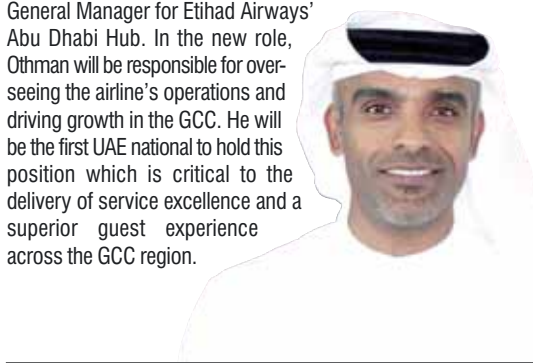 General Manager for Etihad Airways’
Abu Dhabi Hub. In the new role,
Othman will be responsible for over-
seeing the airline’s operations and
driving growth in the GCC. He will
be the first UAE national to hold this
position which is critical to the
delivery of service excellence and a
superior guest experience
across the GCC region.